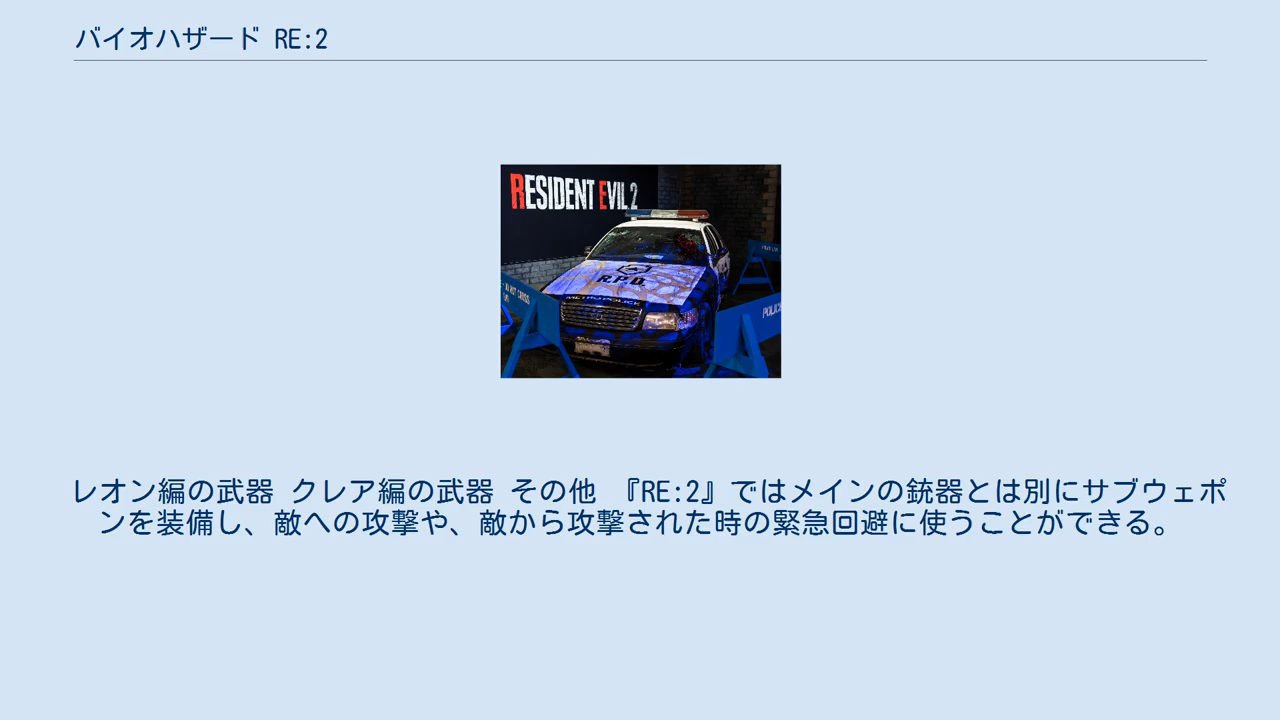 バイオハザード RE:2
RESIDENT EVIL 2
R.P.D.
METRO POLICE
POLICE
レオン編の武器 クレア編の武器 その他 『RE:2』ではメインの銃器とは別にサブウェポ
ンを装備し、敵への攻撃や、敵から攻撃された時の緊急回避に使うことができる。